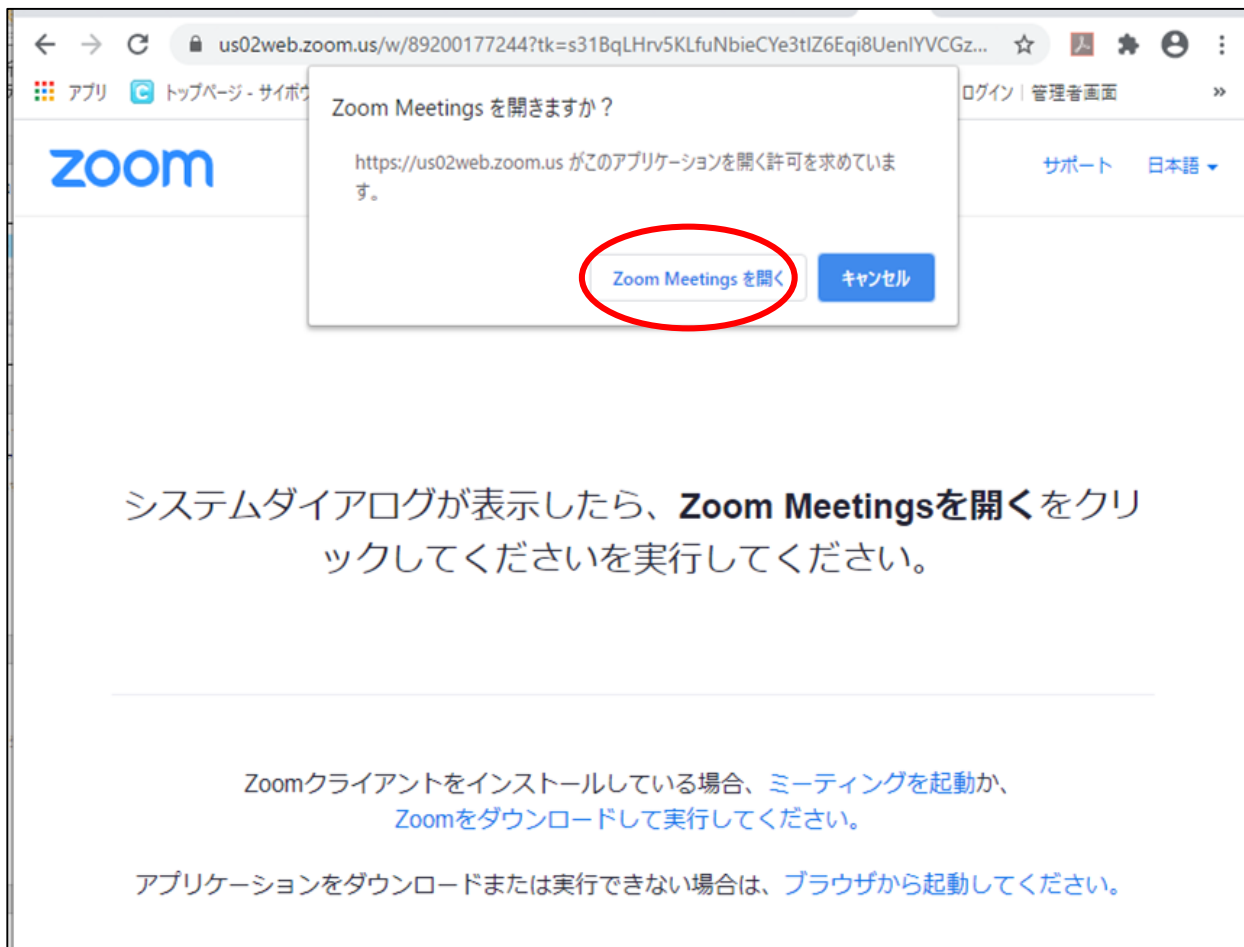 us02web.zoom.us/w/89200177244?tk=s31BqLHrv5KLfuNbieCYe3tIZ6Eqi8UenIYVCGz...
アプリ トップページ - サイボウ ログイン | 管理者画面 »
Zoom Meetings を開きますか？
https://us02web.zoom.us がこのアプリケーションを開く許可を求めていま
す。
Zoom Meetings を開く キャンセル
zoom サポート 日本語
システムダイアログが表示したら、Zoom Meetingsを開くをクリ
ックしてくださいを実行してください。
Zoomクライアントをインストールしている場合、ミーティングを起動か、
Zoomをダウンロードして実行してください。
アプリケーションをダウンロードまたは実行できない場合は、ブラウザから起動してください。